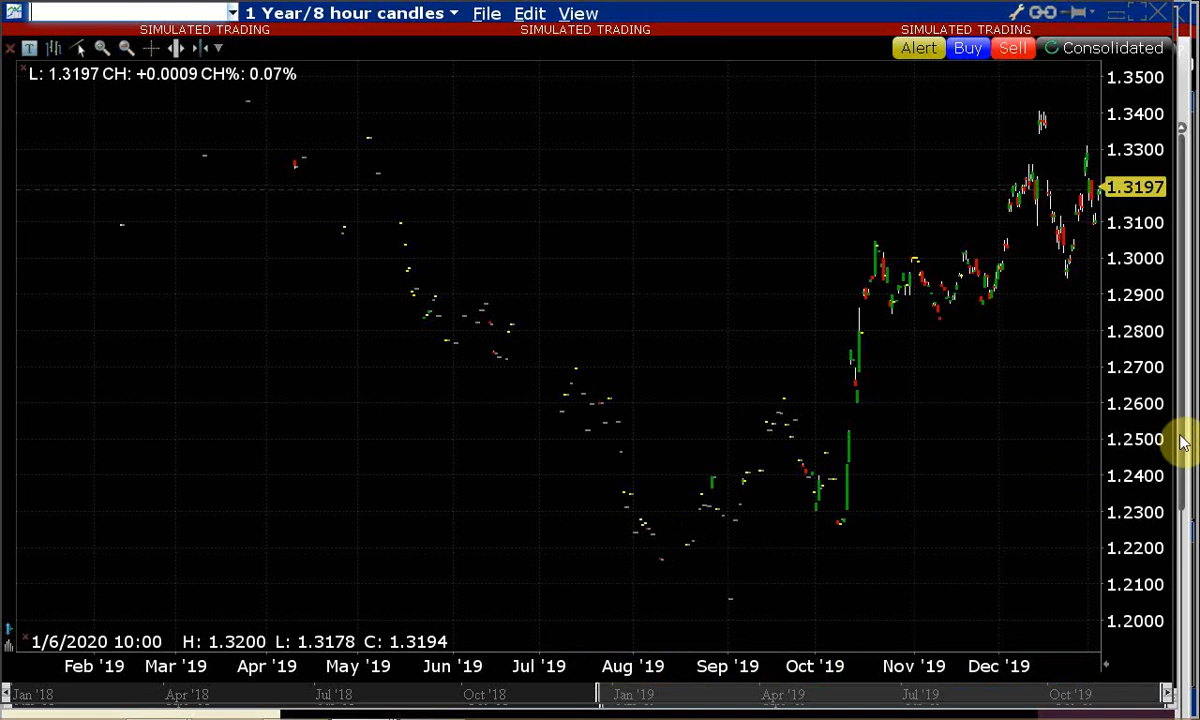 1 Year/8 hour candles File Edit View
SIMULATED TRADING SIMULATED TRADING SIMULATED TRADING
T Alert Buy Sell Consolidated
L: 1.3197 CH: +0.0009 CH%: 0.07%
1.3500
1.3400
1.3300
1.3197
1.3100
1.3000
1.2900
1.2800
1.2700
1.2600
1.2500
1.2400
1.2300
1.2200
1.2100
1.2000
1/6/2020 10:00 H: 1.3200 L: 1.3178 C: 1.3194
Feb '19 Mar '19 Apr '19 May '19 Jun '19 Jul '19 Aug '19 Sep '19 Oct '19 Nov '19 Dec '19
Jan '18 Apr '18 Jul '18 Oct '18 Jan '19 Apr '19 Jul '19 Oct '19